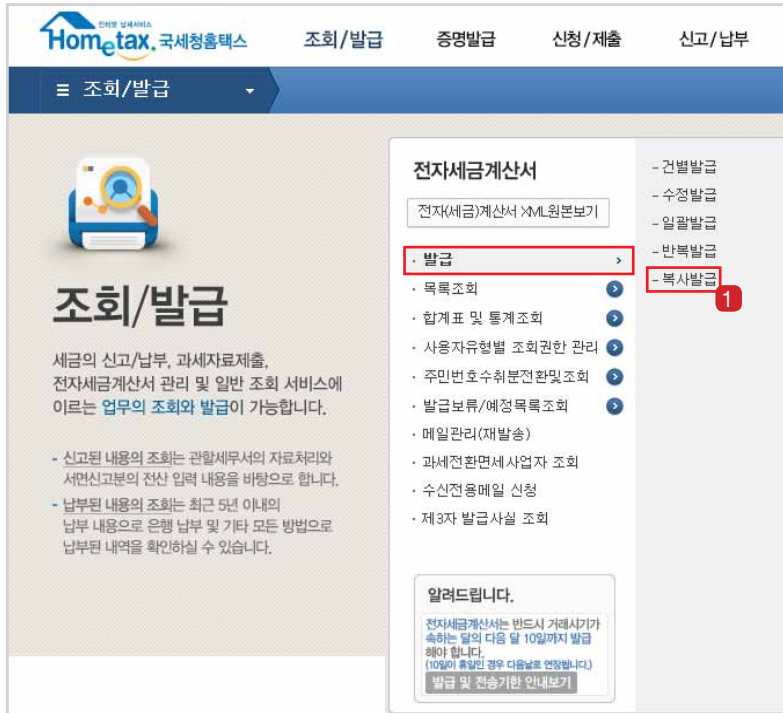 인터넷 납세서비스
Hometax. 국세청홈택스
조회/발급 증명발급 신청/제출 신고/납부
≡ 조회/발급
조회/발급
세금의 신고/납부, 과세자료제출,
전자세금계산서 관리 및 일반 조회 서비스에
이르는 업무의 조회와 발급이 가능합니다.
- 신고된 내용의 조회는 관할세무서의 자료처리와
서면신고분의 전산 입력 내용을 바탕으로 합니다.
- 납부된 내용의 조회는 최근 5년 이내의
납부 내용으로 은행 납부 및 기타 모든 방법으로
납부된 내역을 확인하실 수 있습니다.
전자세금계산서
전자(세금)계산서 XML원본보기
· 발급
· 목록조회
· 합계표 및 통계조회
· 사용자유형별 조회권한 관리
· 주민번호수취분전환및조회
· 발급보류/예정목록조회
· 메일관리(재발송)
· 과세전환면세사업자 조회
· 수신전용메일 신청
· 제3자 발급사실 조회
알려드립니다.
전자세금계산서는 반드시 거래시기가
속하는 달의 다음 달 10일까지 발급
해야 합니다.
(10일이 휴일인 경우 다음날로 연장됩니다.)
발급 및 전송기한 안내보기
- 건별발급
- 수정발급
- 일괄발급
- 반복발급
- 복사발급
1